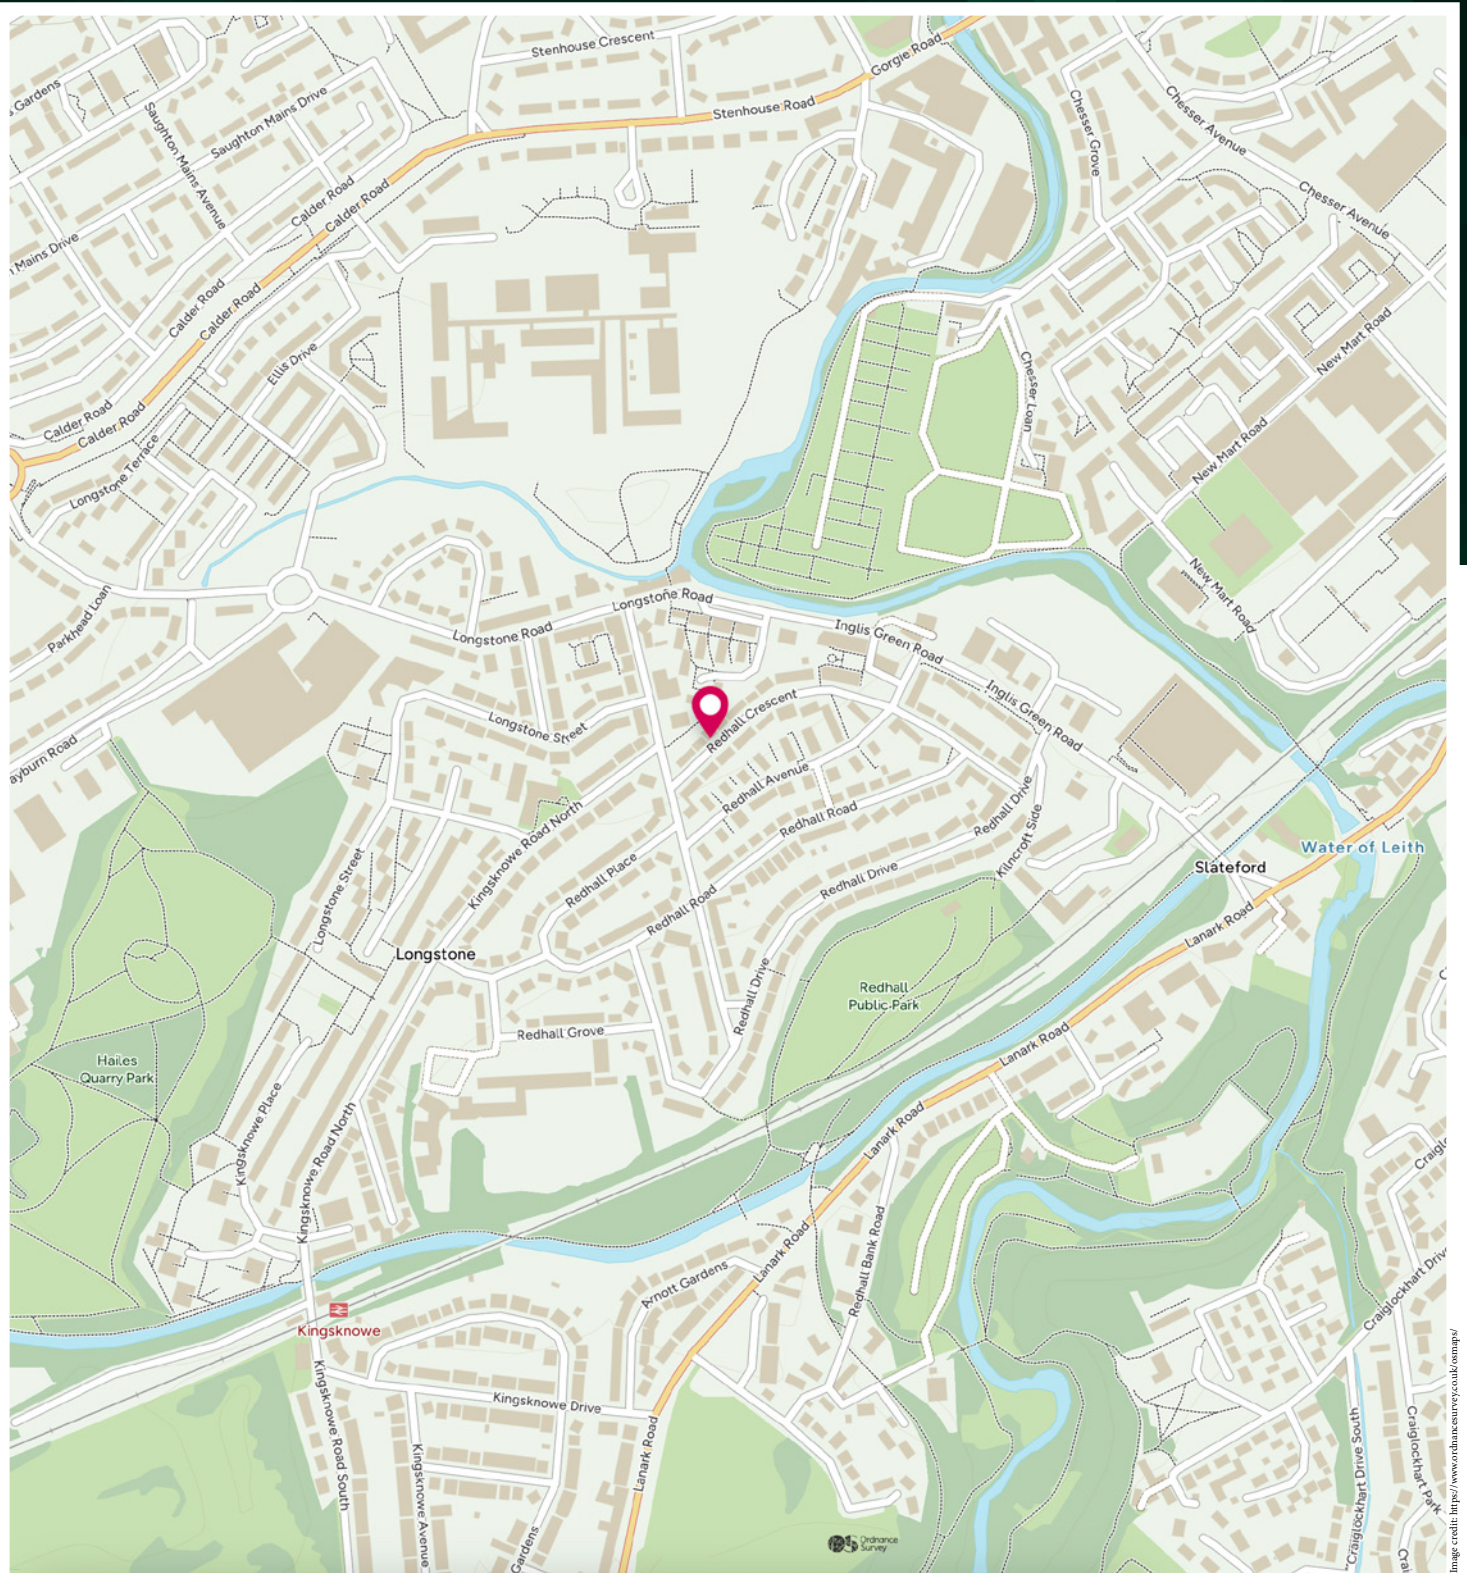 Stenhouse Crescent
Gorgie Road
Stenhouse Road
Gardens
Saughton Mains Drive
Saughton Mains Avenue
Chesser Grove
Chesser Avenue
Chesser Avenue
Calder Road
Calder Road
Mains Drive
Calder Road
Calder Road
Ellis Drive
Chesser Loan
New Mart Road
Calder Road
Calder Road
Longstone Terrace
New Mart Road
New Mart Road
Parkhead Loan
Longstone Road
Longstone Road
Inglis Green Road
Inglis Green Road
Longstone Street
Redhall Crescent
ayburn Road
Redhall Avenue
Redhall Road
Redhall Drive
Kilncroft Side
Kingsknowe Road North
Longstone Street
Redhall Place
Redhall Drive
Redhall Road
Slateford
Water of Leith
Lanark Road
Longstone
Redhall Drive
Redhall
Public Park
Redhall Grove
Lanark Road
Hailes
Quarry Park
Kingsknowe Place
Kingsknowe Road North
Lanark Road
Lanark Road
Arnott Gardens
Redhall Bank Road
Craiglockhart Drive
Kingsknowe
Kingsknowe Road South
Kingsknowe Drive
Kingsknowe Avenue
Lanark Road
Gardens
Craiglockhart Drive South
Craiglockhart Park
Ordnance
Survey
Image credit: https://www.ordnancesurvey.co.uk/osmaps/